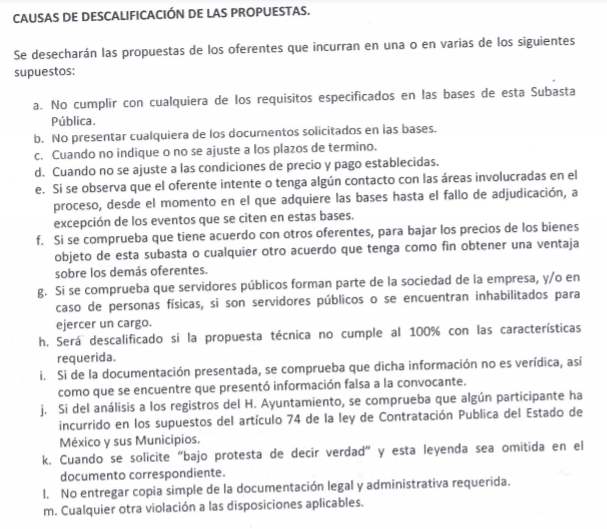 CAUSAS DE DESCALIFICACIÓN DE LAS PROPUESTAS.
Se desecharán las propuestas de los oferentes que incurran en una o en varias de los siguientes
supuestos:
a. No cumplir con cualquiera de los requisitos especificados en las bases de esta Subasta
Pública.
b. No presentar cualquiera de los documentos solicitados en las bases.
c. Cuando no indique o no se ajuste a los plazos de termino.
d. Cuando no se ajuste a las condiciones de precio y pago establecidas.
e. Si se observa que el oferente intente o tenga algún contacto con las áreas involucradas en el
proceso, desde el momento en el que adquiere las bases hasta el fallo de adjudicación, a
excepción de los eventos que se citen en estas bases.
f. Si se comprueba que tiene acuerdo con otros oferentes, para bajar los precios de los bienes
objeto de esta subasta o cualquier otro acuerdo que tenga como fin obtener una ventaja
sobre los demás oferentes.
g. Si se comprueba que servidores públicos forman parte de la sociedad de la empresa, y/o en
caso de personas físicas, si son servidores públicos o se encuentran inhabilitados para
ejercer un cargo.
h. Será descalificado si la propuesta técnica no cumple al 100% con las características
requerida.
i. Si de la documentación presentada, se comprueba que dicha información no es verídica, así
como que se encuentre que presentó información falsa a la convocante.
j. Si del análisis a los registros del H. Ayuntamiento, se comprueba que algún participante ha
incurrido en los supuestos del artículo 74 de la ley de Contratación Publica del Estado de
México y sus Municipios.
k. Cuando se solicite "bajo protesta de decir verdad" y esta leyenda sea omitida en el
documento correspondiente.
l. No entregar copia simple de la documentación legal y administrativa requerida.
m. Cualquier otra violación a las disposiciones aplicables.